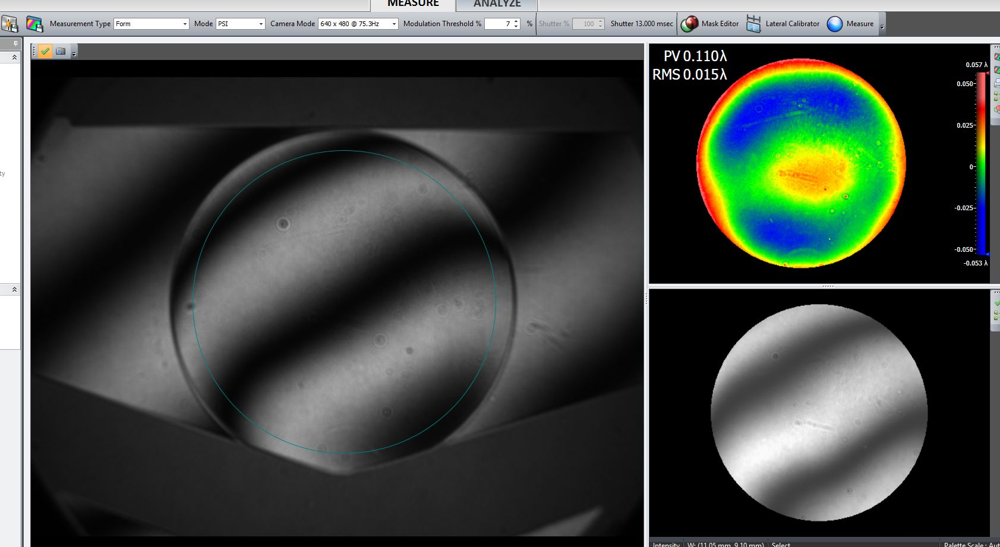 MEASURE ANALYZE
Measurement Type Form Mode PSI Camera Mode 640 x 480 @ 75.3Hz Modulation Threshold % 7 % Shutter % 100 Shutter 13.000 msec Mask Editor Lateral Calibrator Measure
ty
PV 0.110λ
RMS 0.015λ
0.057 λ
0.050
0.025
0
-0.025
-0.050
-0.053 λ
Intensity W: (11.05 mm, 9.10 mm) Select Palette Scale : Aut